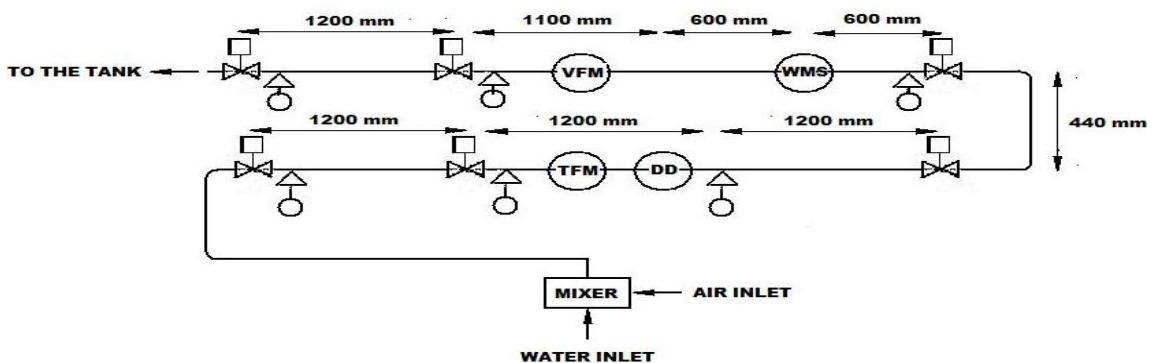 1200 mm 1100 mm 600 mm 600 mm
TO THE TANK VFM WMS
1200 mm 1200 mm 1200 mm 440 mm
TFM DD
MIXER AIR INLET
WATER INLET